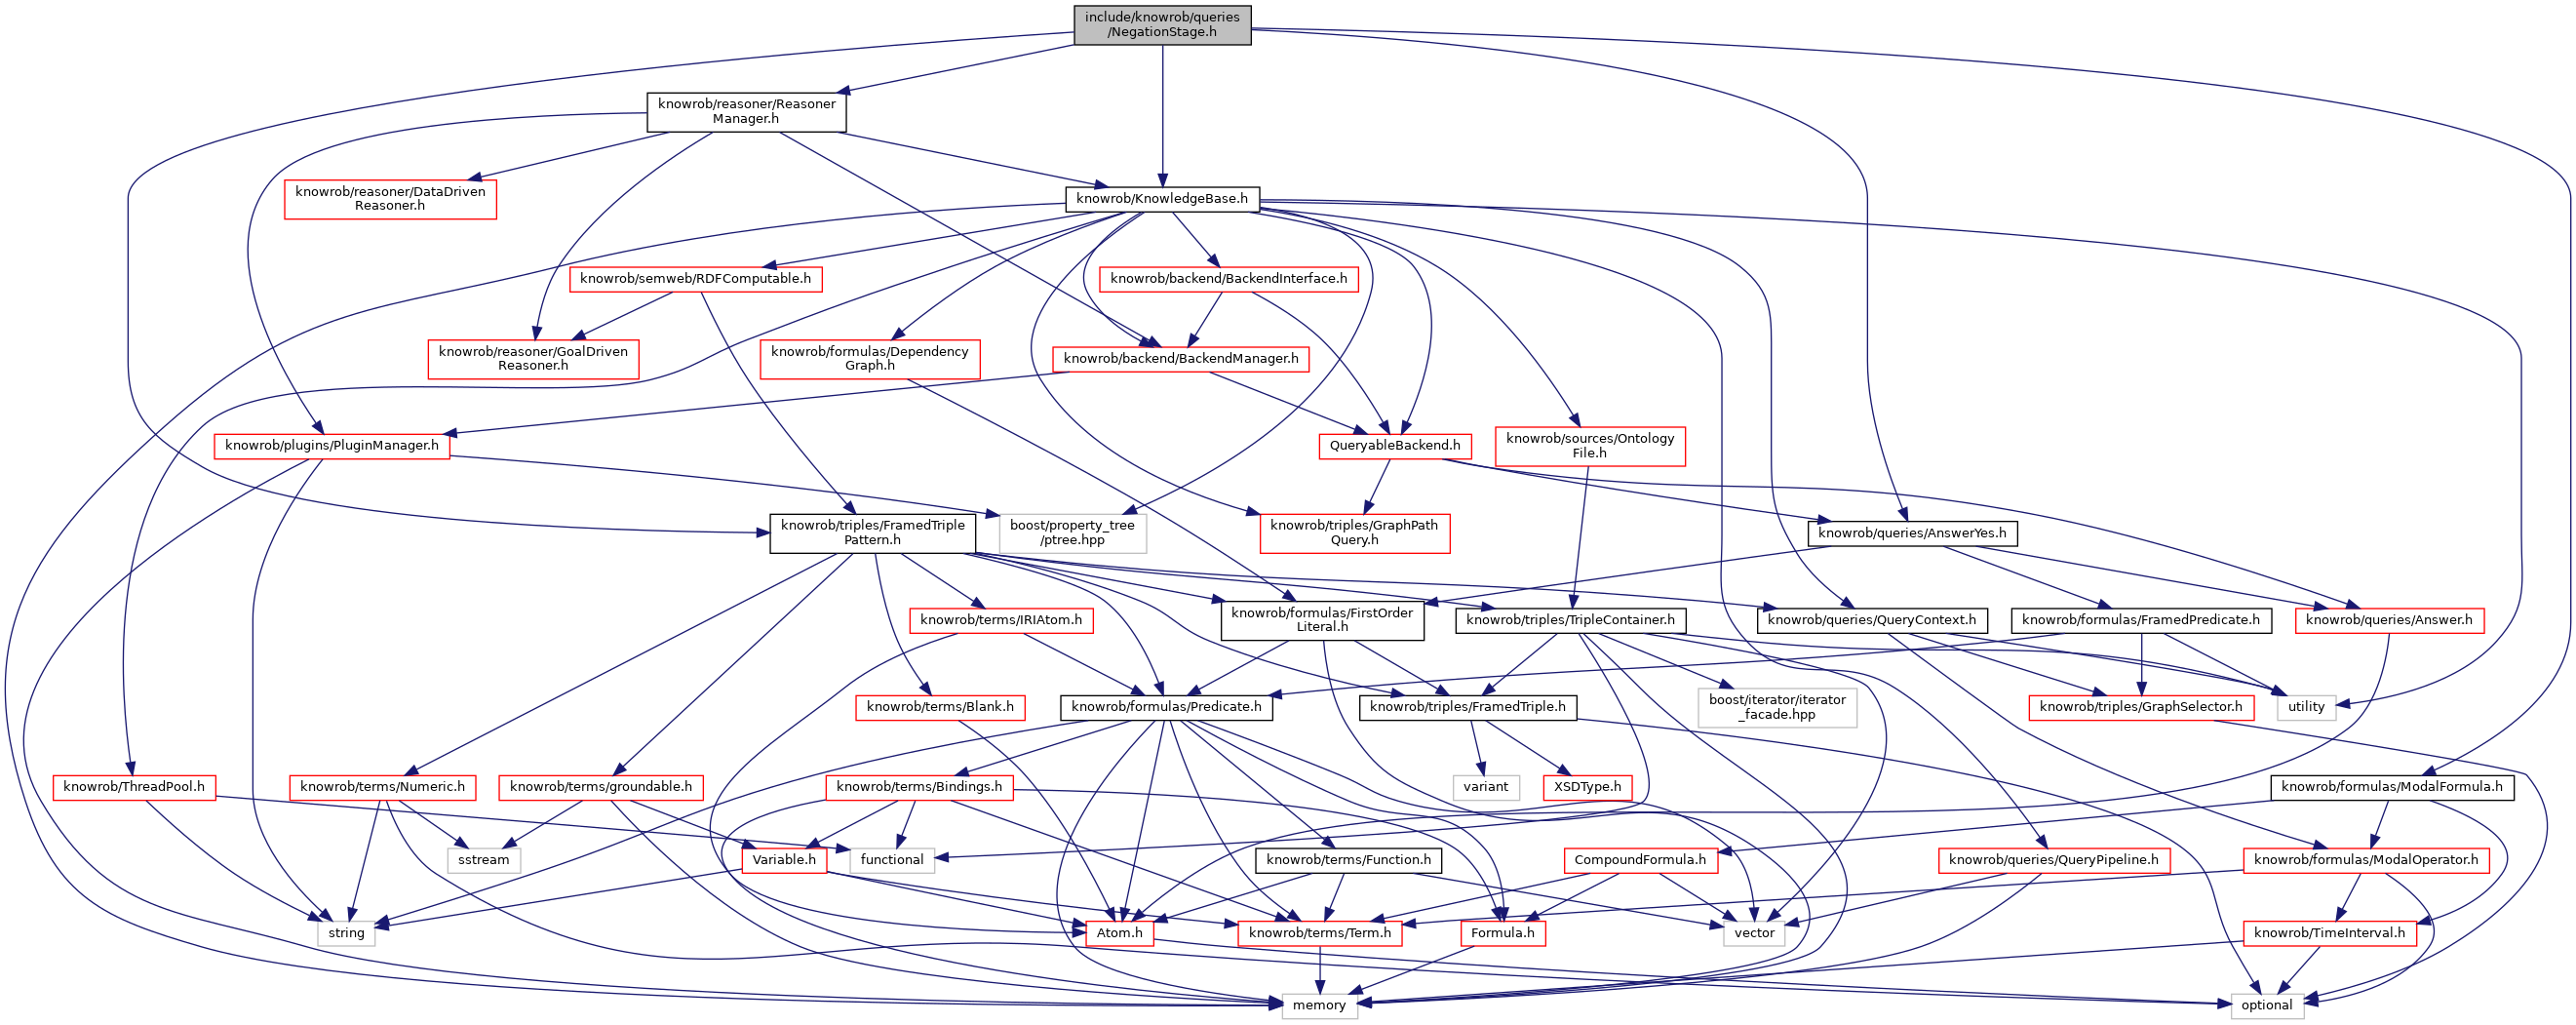 include/knowrob/queries
/NegationStage.h
knowrob/reasoner/Reasoner
Manager.h
knowrob/reasoner/DataDriven
Reasoner.h
knowrob/KnowledgeBase.h
knowrob/semweb/RDFComputable.h
knowrob/backend/BackendInterface.h
knowrob/reasoner/GoalDriven
Reasoner.h
knowrob/formulas/Dependency
Graph.h
knowrob/backend/BackendManager.h
knowrob/plugins/PluginManager.h
QueryableBackend.h
knowrob/sources/Ontology
File.h
knowrob/triples/FramedTriple
Pattern.h
boost/property_tree
/ptree.hpp
knowrob/triples/GraphPath
Query.h
knowrob/queries/AnswerYes.h
knowrob/terms/IRIAtom.h
knowrob/formulas/FirstOrder
Literal.h
knowrob/triples/TripleContainer.h
knowrob/queries/QueryContext.h
knowrob/formulas/FramedPredicate.h
knowrob/queries/Answer.h
knowrob/terms/Blank.h
knowrob/formulas/Predicate.h
knowrob/triples/FramedTriple.h
boost/iterator/iterator
_facade.hpp
knowrob/triples/GraphSelector.h
utility
knowrob/ThreadPool.h
knowrob/terms/Numeric.h
knowrob/terms/groundable.h
knowrob/terms/Bindings.h
variant
XSDType.h
knowrob/formulas/ModalFormula.h
sstream
Variable.h
functional
knowrob/terms/Function.h
CompoundFormula.h
knowrob/queries/QueryPipeline.h
knowrob/formulas/ModalOperator.h
string
Atom.h
knowrob/terms/Term.h
Formula.h
vector
knowrob/TimeInterval.h
memory
optional